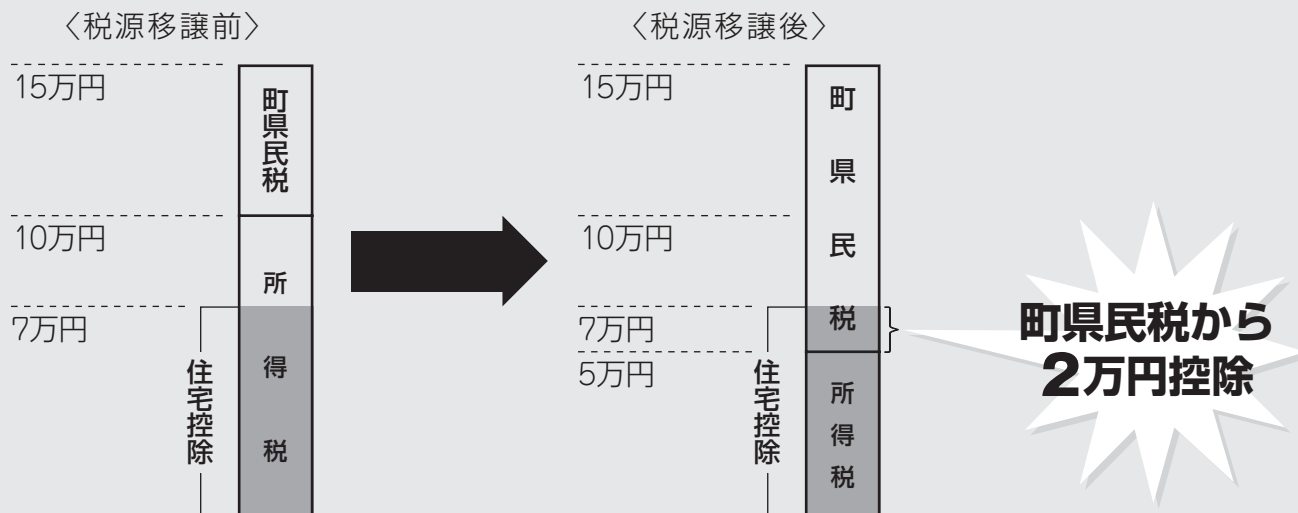 〈税源移譲前〉
15万円
町県民税
10万円
所得税
7万円
住宅控除
〈税源移譲後〉
15万円
町県民税
10万円
7万円
5万円
住宅控除
所得税
町県民税から
2万円控除